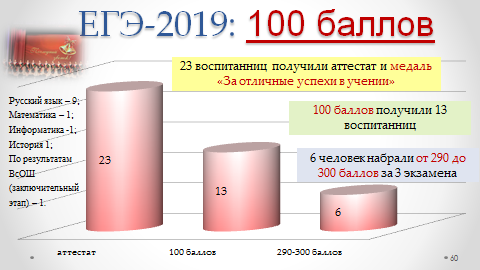 ЕГЭ-2019: 100 баллов
23 воспитанниц получили аттестат и медаль
«За отличные успехи в учении»
Русский язык – 9;
Математика – 1;
Информатика -1;
История 1;
По результатам
ВсОШ
(заключительный
этап) – 1.
100 баллов получили 13
воспитанниц
6 человек набрали от 290 до
300 баллов за 3 экзамена
23
13
6
аттестат
100 баллов
290-300 баллов
60